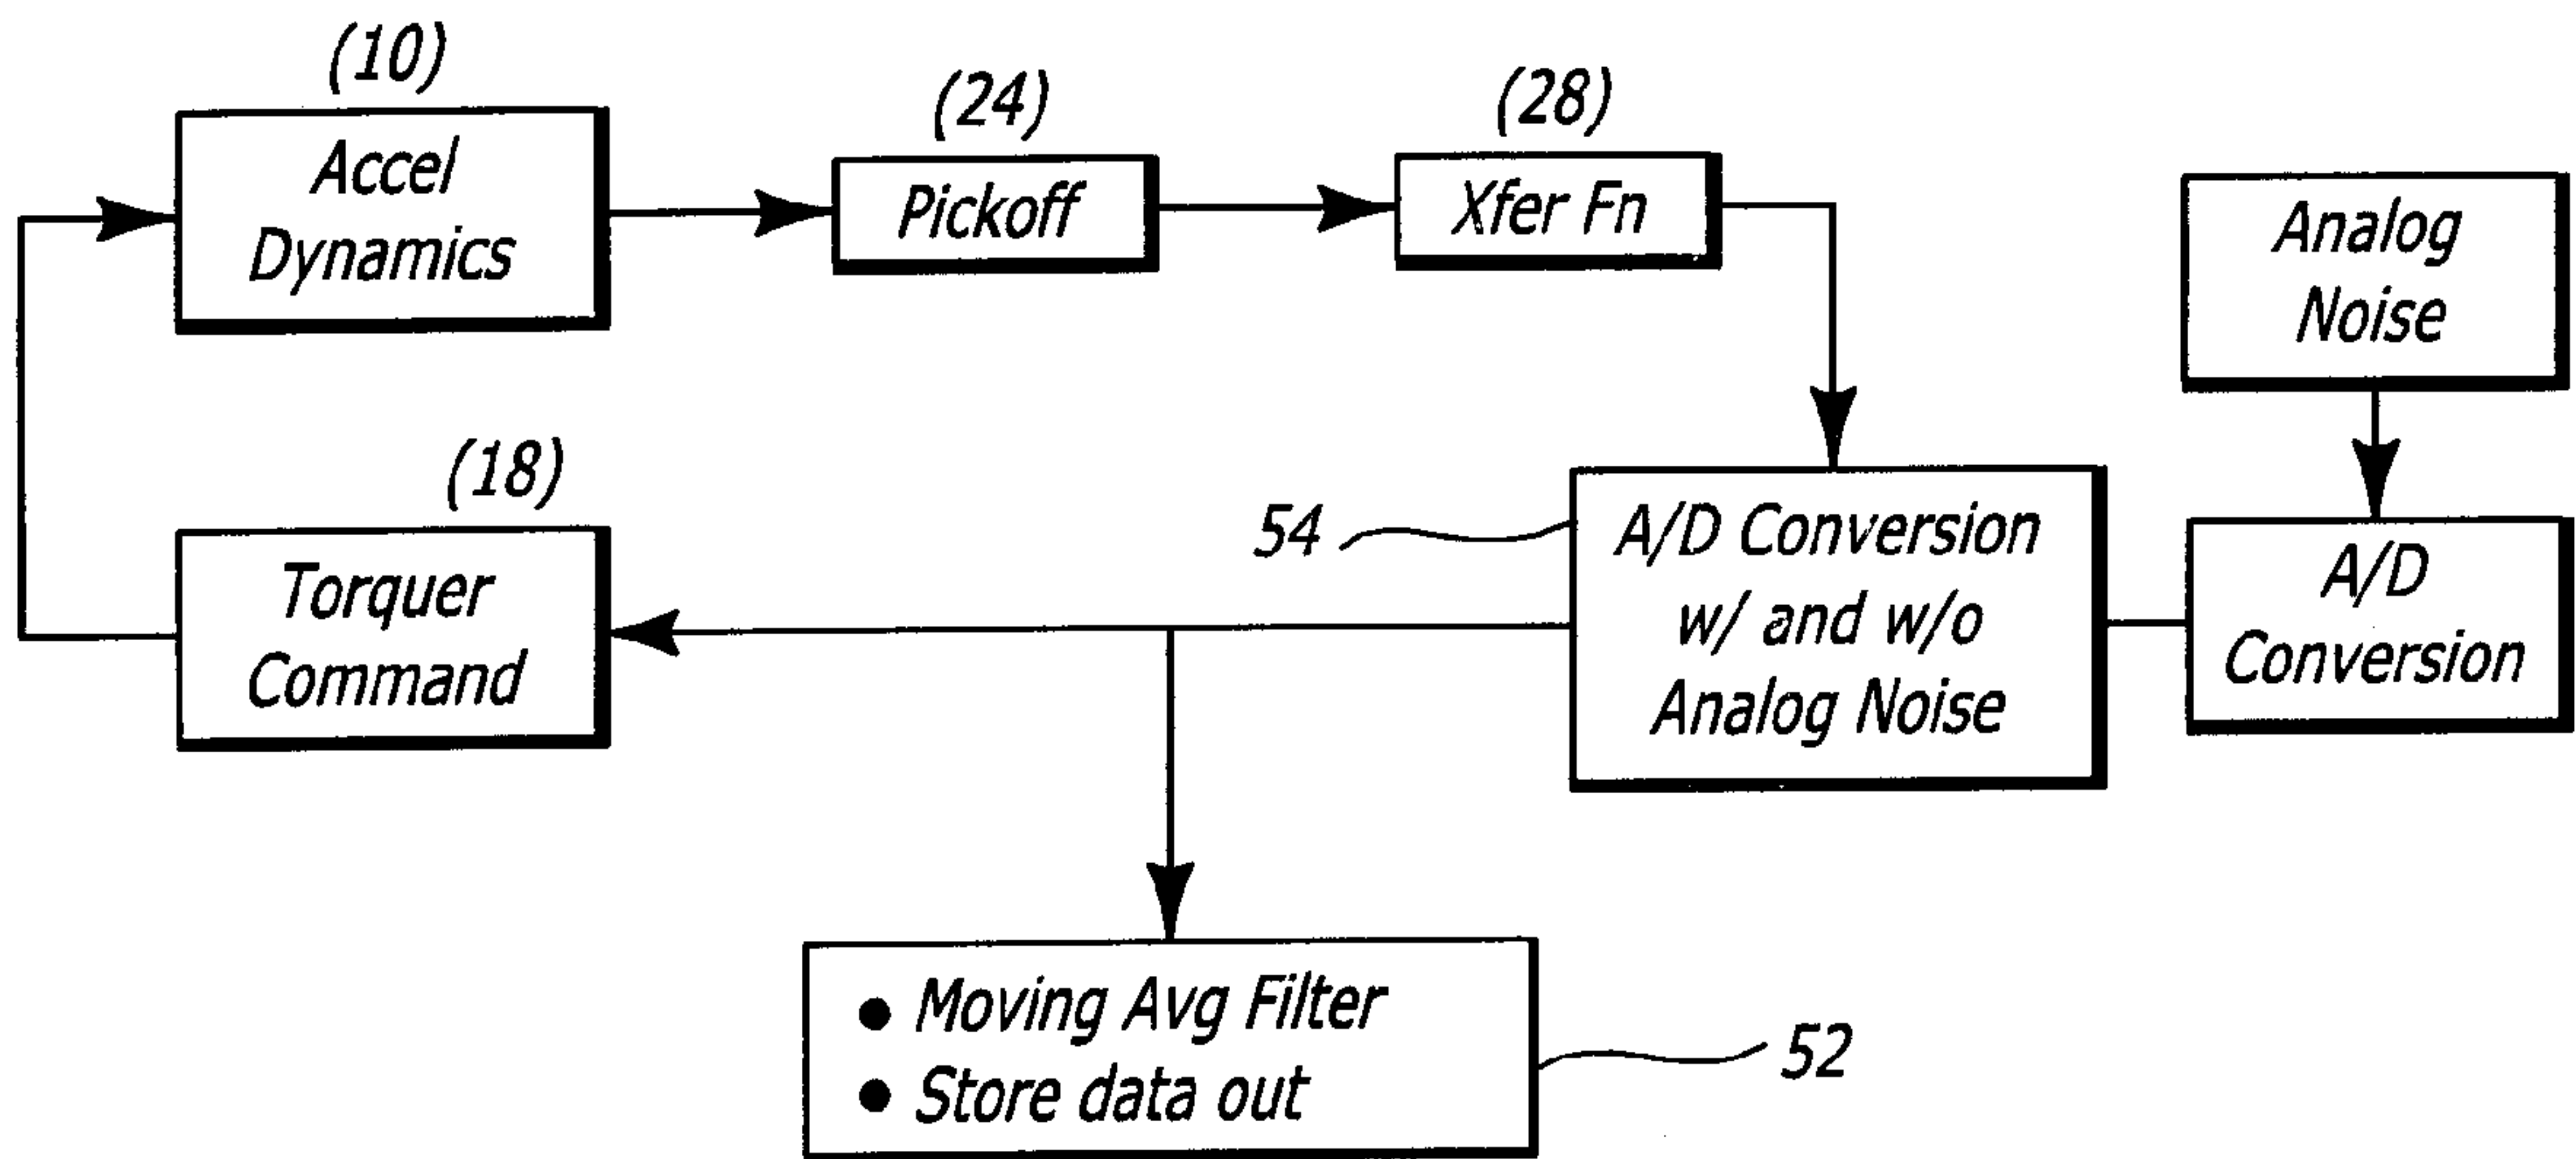 (10)
Accel
Dynamics
(24)
Pickoff
(28)
Xfer Fn
Analog
Noise
(18)
Torquer
Command
54
A/D Conversion
w/ and w/o
Analog Noise
A/D
Conversion
● Moving Avg Filter
● Store data out
52